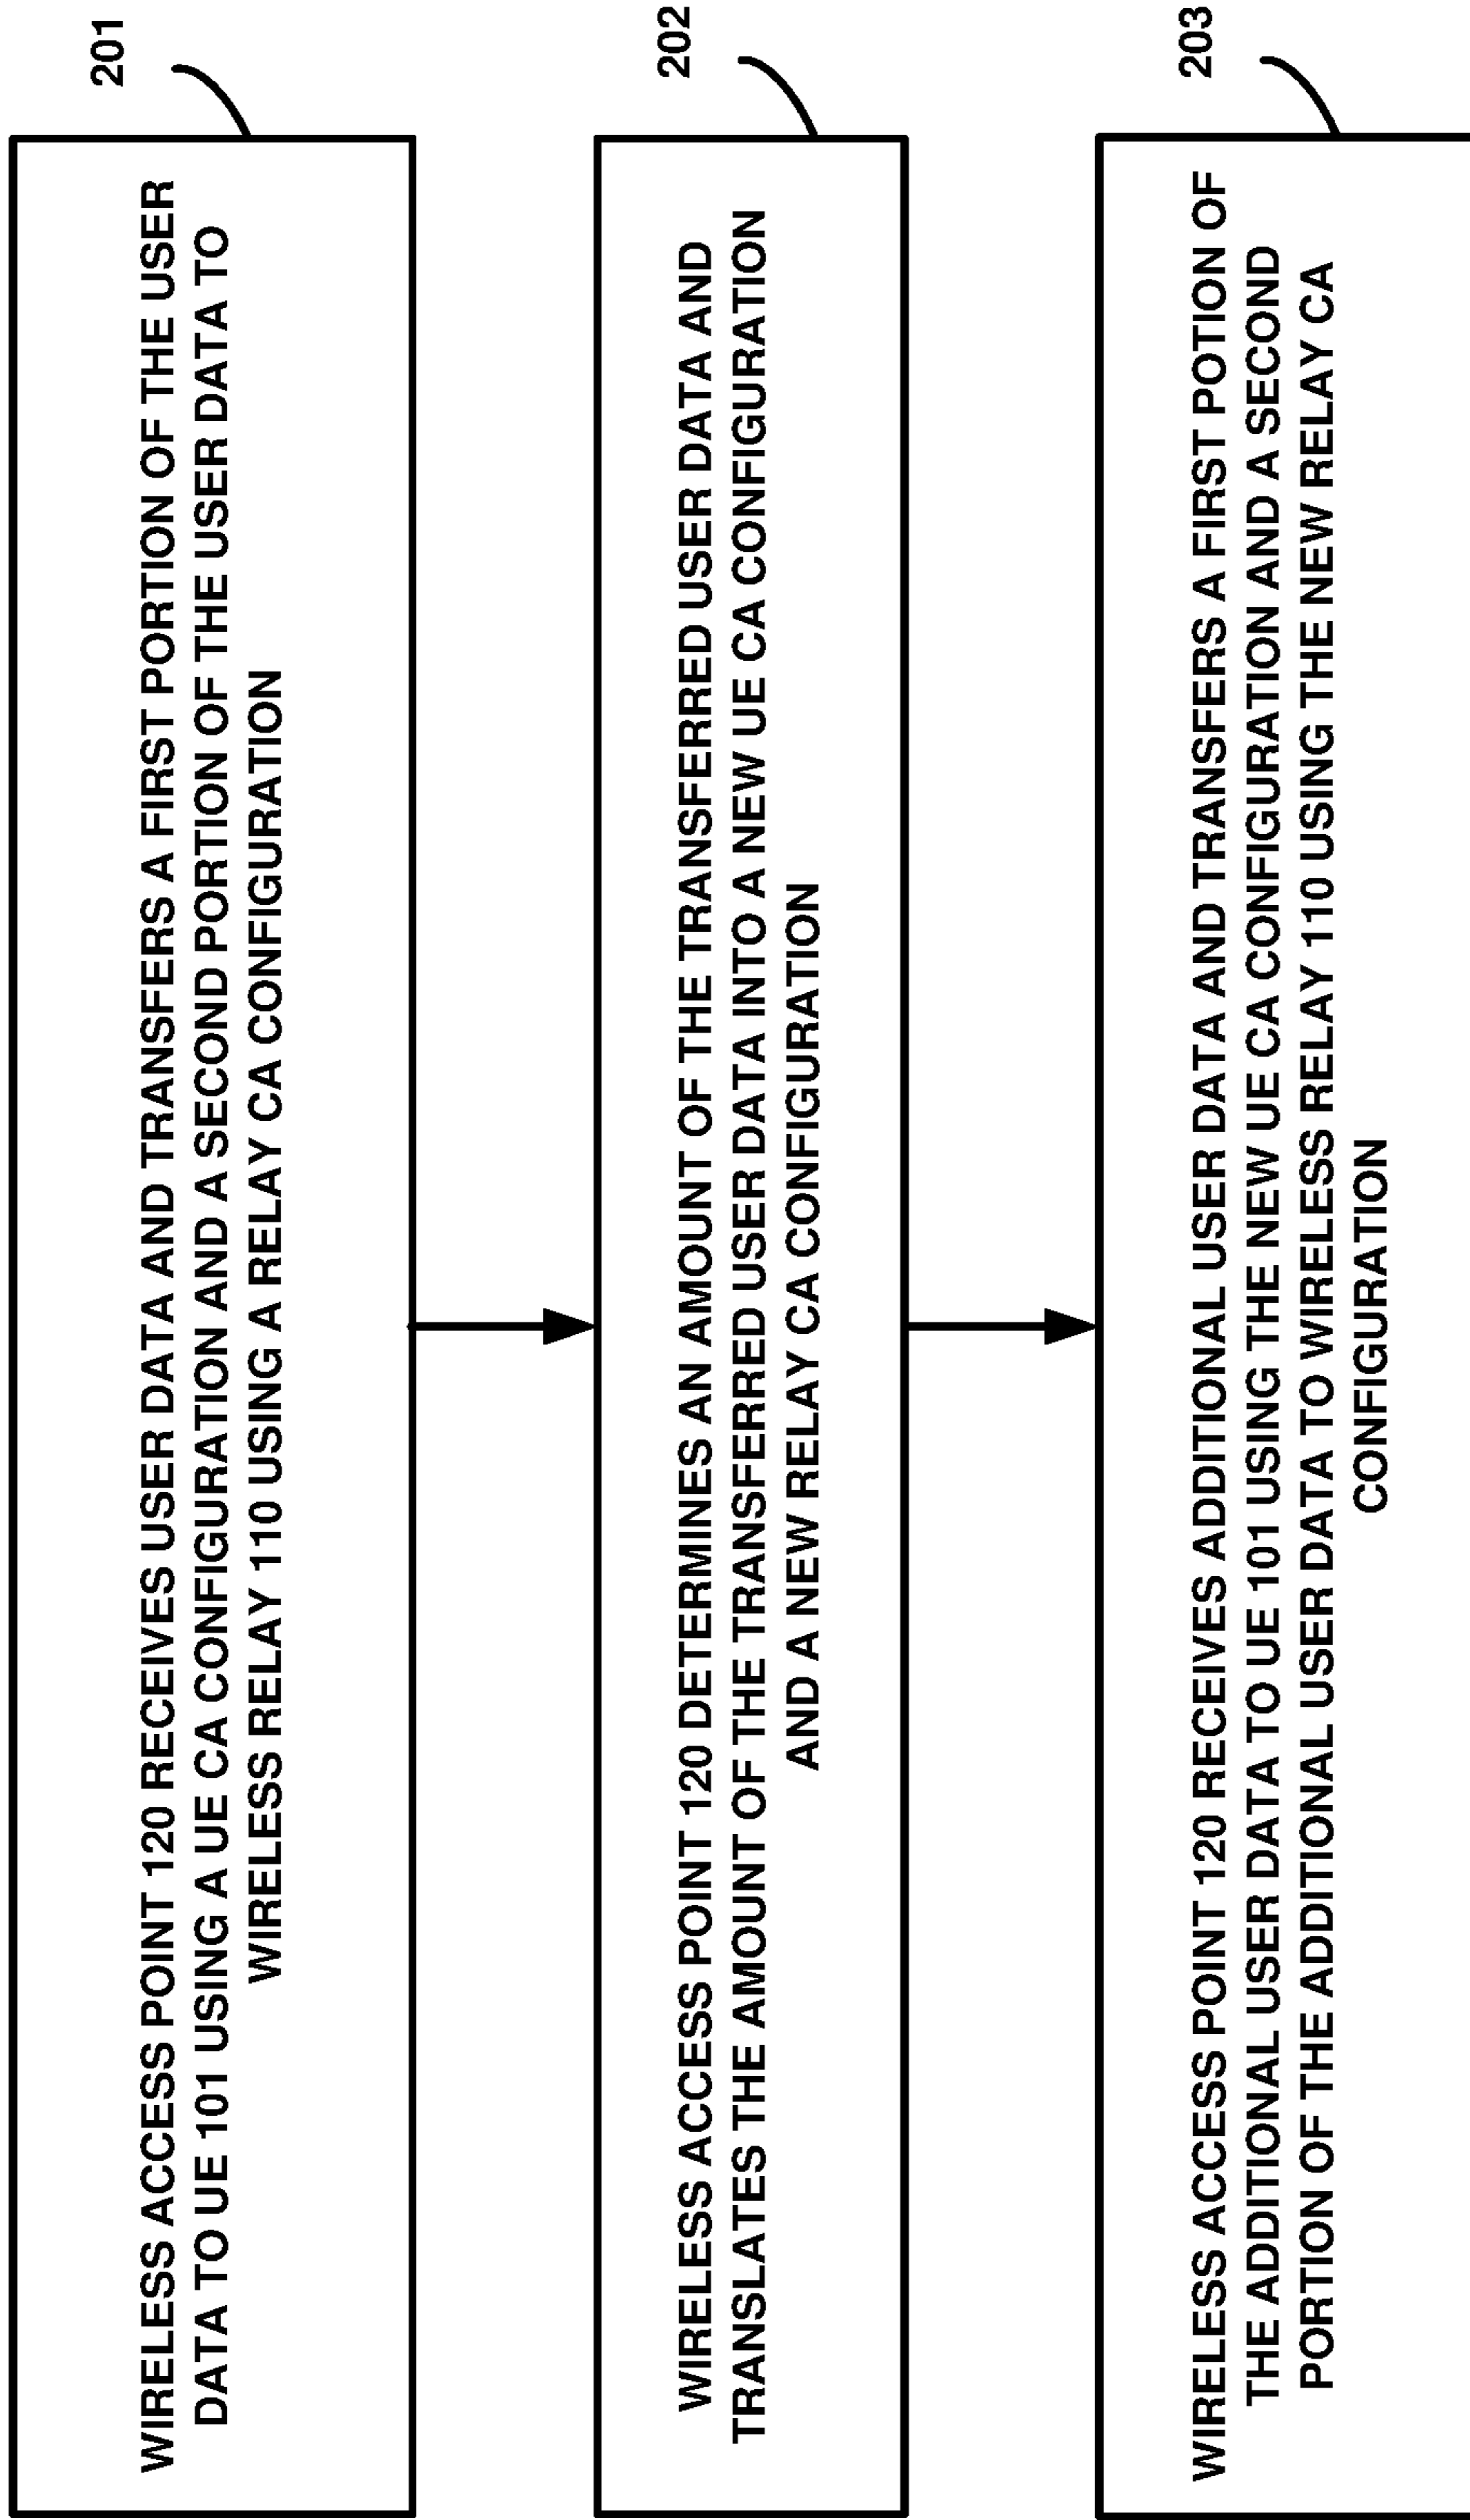 201
WIRELESS ACCESS POINT 120 RECEIVES USER DATA AND TRANSFERS A FIRST PORTION OF THE USER
DATA TO UE 101 USING A UE CA CONFIGURATION AND A SECOND PORTION OF THE USER DATA TO
WIRELESS RELAY 110 USING A RELAY CA CONFIGURATION
202
WIRELESS ACCESS POINT 120 DETERMINES AN AMOUNT OF THE TRANSFERRED USER DATA AND
TRANSLATES THE AMOUNT OF THE TRANSFERRED USER DATA INTO A NEW UE CA CONFIGURATION
AND A NEW RELAY CA CONFIGURATION
203
WIRELESS ACCESS POINT 120 RECEIVES ADDITIONAL USER DATA AND TRANSFERS A FIRST POTION OF
THE ADDITIONAL USER DATA TO UE 101 USING THE NEW UE CA CONFIGURATION AND A SECOND
PORTION OF THE ADDITIONAL USER DATA TO WIRELESS RELAY 110 USING THE NEW RELAY CA
CONFIGURATION